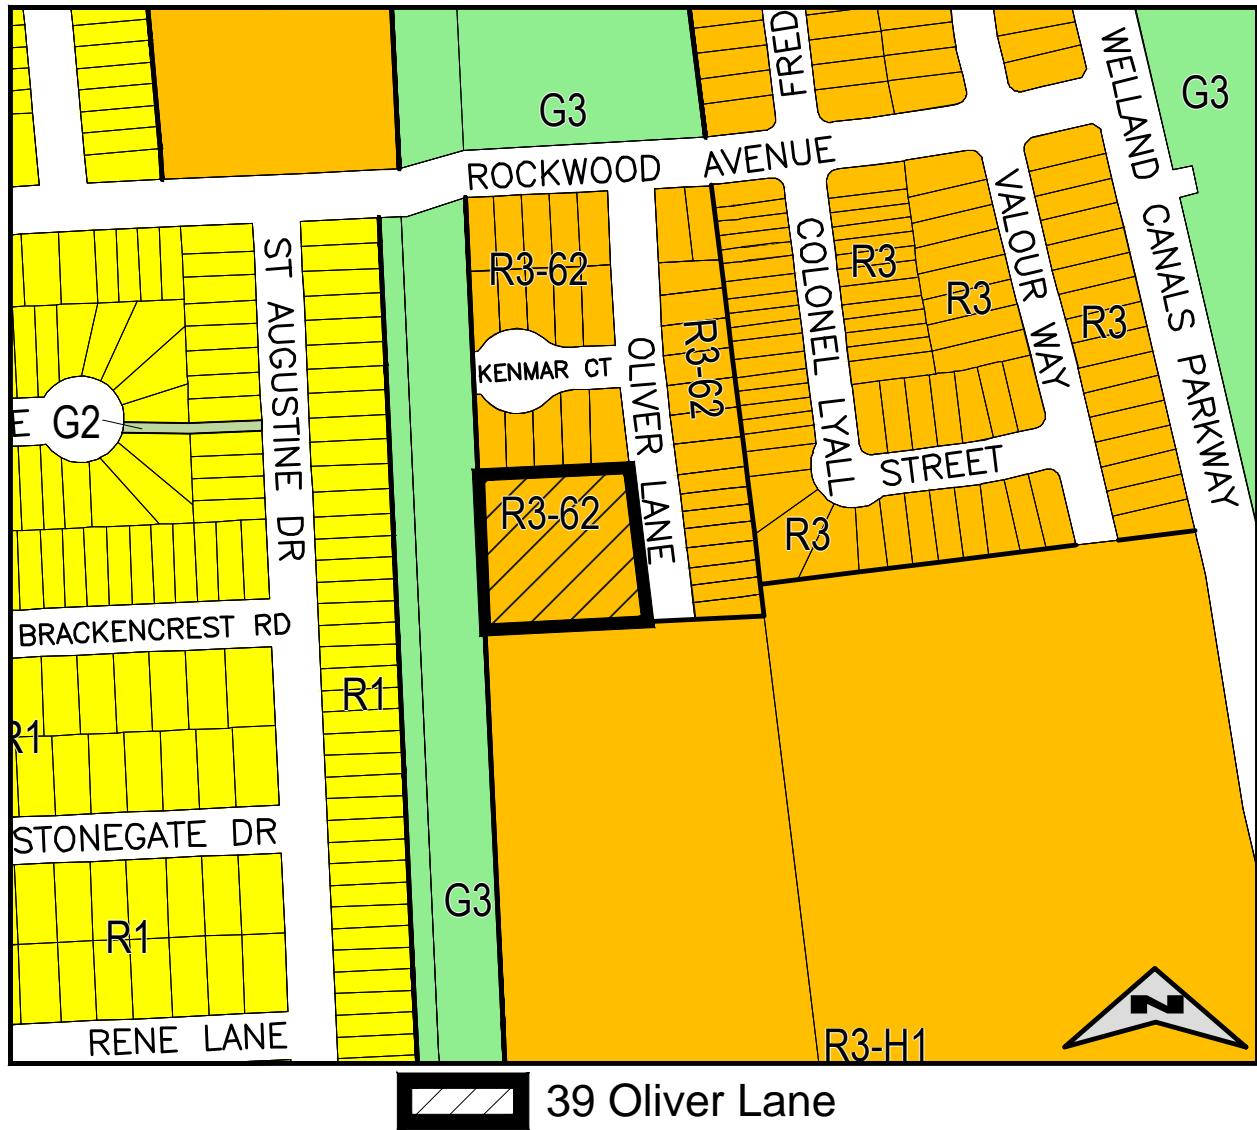 G3
FRED
WELLAND CANALS PARKWAY
G3
ROCKWOOD AVENUE
ST AUGUSTINE DR
R3-62
COLONEL LYALL
R3
R3
VALOUR WAY
R3
R3-62
KENMAR CT
OLIVER LANE
E
G2
STREET
R3-62
R3
BRACKENCREST RD
R1
R1
STONEGATE DR
G3
R1
RENE LANE
R3-H1
N
39 Oliver Lane